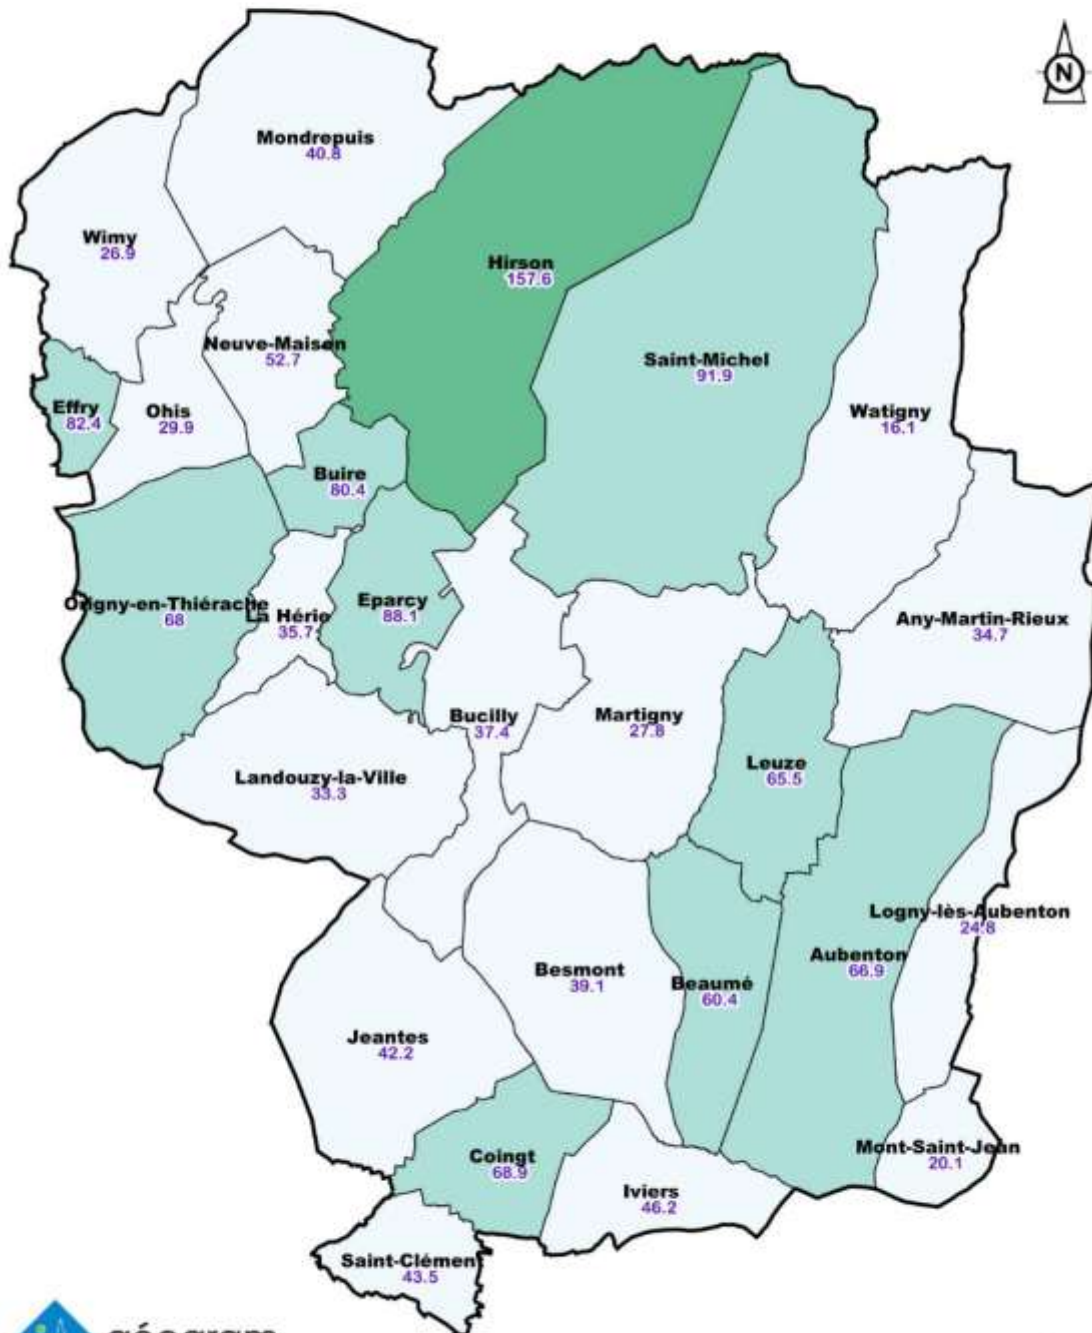 N
Mondrepuis
40.8
Wimy
26.9
Hirson
157.6
Neuve-Maison
52.7
Saint-Michel
91.9
Effry
82.4
Ohis
29.9
Watigny
16.1
Buire
80.4
Origny-en-Thiérache
68
La Hérie
35.7
Eparcy
88.1
Any-Martin-Rieux
34.7
Bucilly
37.4
Martigny
27.8
Leuze
65.5
Landouzy-la-Ville
33.3
Logny-lès-Aubenton
24.8
Aubenton
66.9
Besmont
39.1
Beaumé
60.4
Jeantes
42.2
Coingt
68.9
Mont-Saint-Jean
20.1
Iviers
46.2
Saint-Clément
43.5
géogram